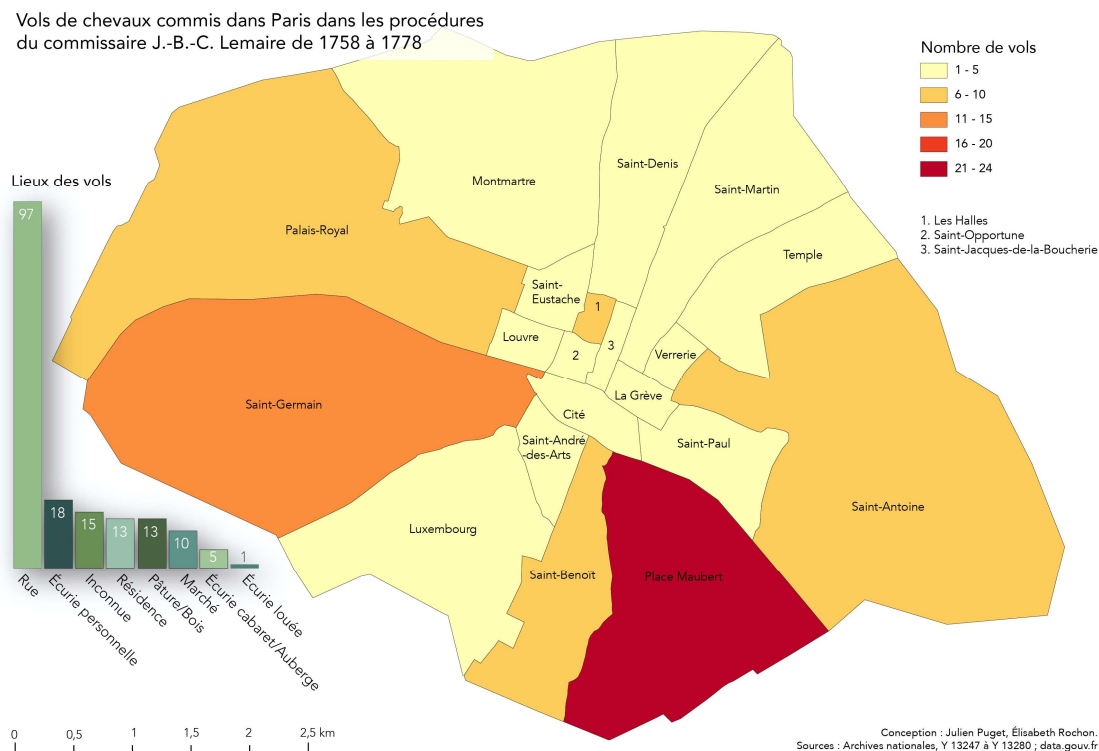 Vols de chevaux commis dans Paris dans les procédures
du commissaire J.-B.-C. Lemaire de 1758 à 1778
Nombre de vols
1 - 5
6 - 10
11 - 15
16 - 20
21 - 24
1. Les Halles
2. Saint-Opportune
3. Saint-Jacques-de-la-Boucherie
Montmartre
Saint-Denis
Saint-Martin
Temple
Palais-Royal
Saint-
Eustache
1
Louvre
2
3
Verrerie
La Grève
Saint-Germain
Cité
Saint-André
-des-Arts
Saint-Paul
Luxembourg
Saint-Antoine
Saint-Benoït
Place Maubert
Lieux des vols
97
18
15
13
13
10
5
1
Rue
Écurie personnelle
Inconnue
Résidence
Pâture/Bois
Marché
Écurie cabaret/Auberge
Écurie louée
0 0,5 1 1,5 2 2,5 km
Conception : Julien Puget, Élisabeth Rochon.
Sources : Archives nationales, Y 13247 à Y 13280 ; data.gouv.fr